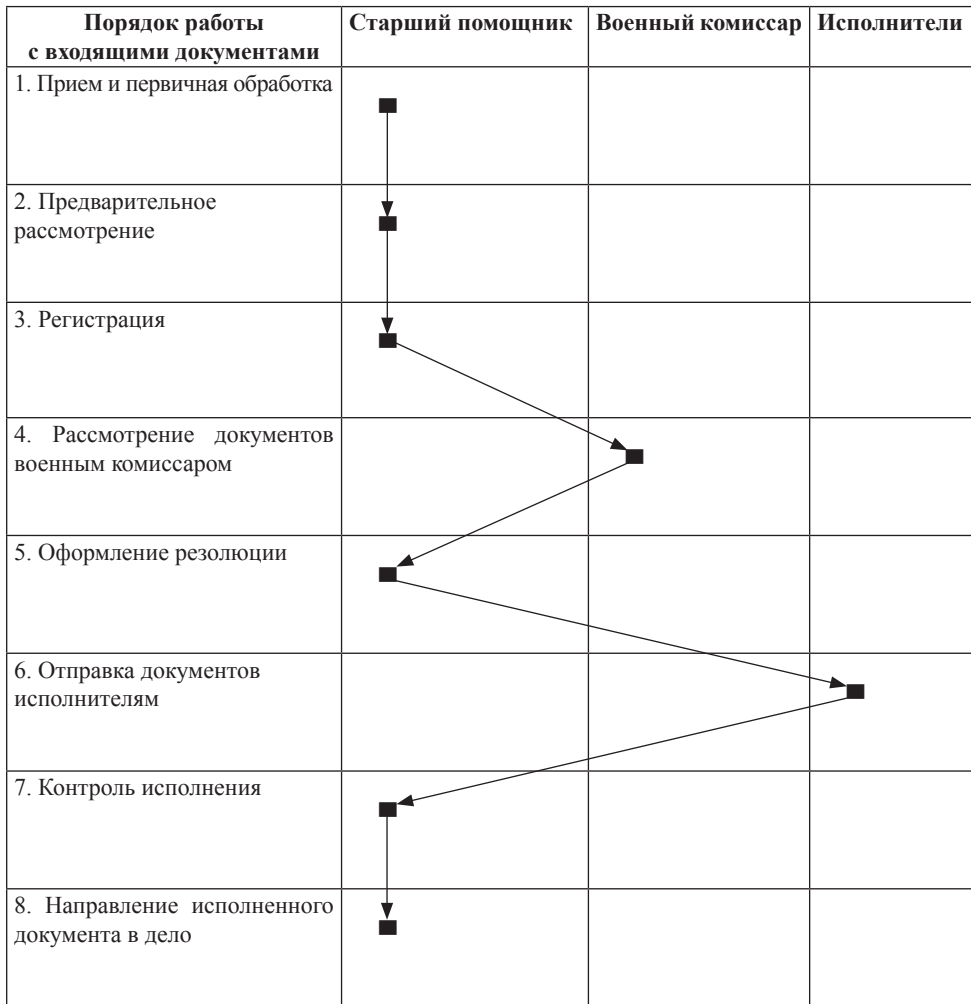 Порядок работы
с входящими документами
Старший помощник
Военный комиссар
Исполнители
1. Прием и первичная обработка
2. Предварительное
рассмотрение
3. Регистрация
4. Рассмотрение документов
военным комиссаром
5. Оформление резолюции
6. Отправка документов
исполнителям
7. Контроль исполнения
8. Направление исполненного
документа в дело